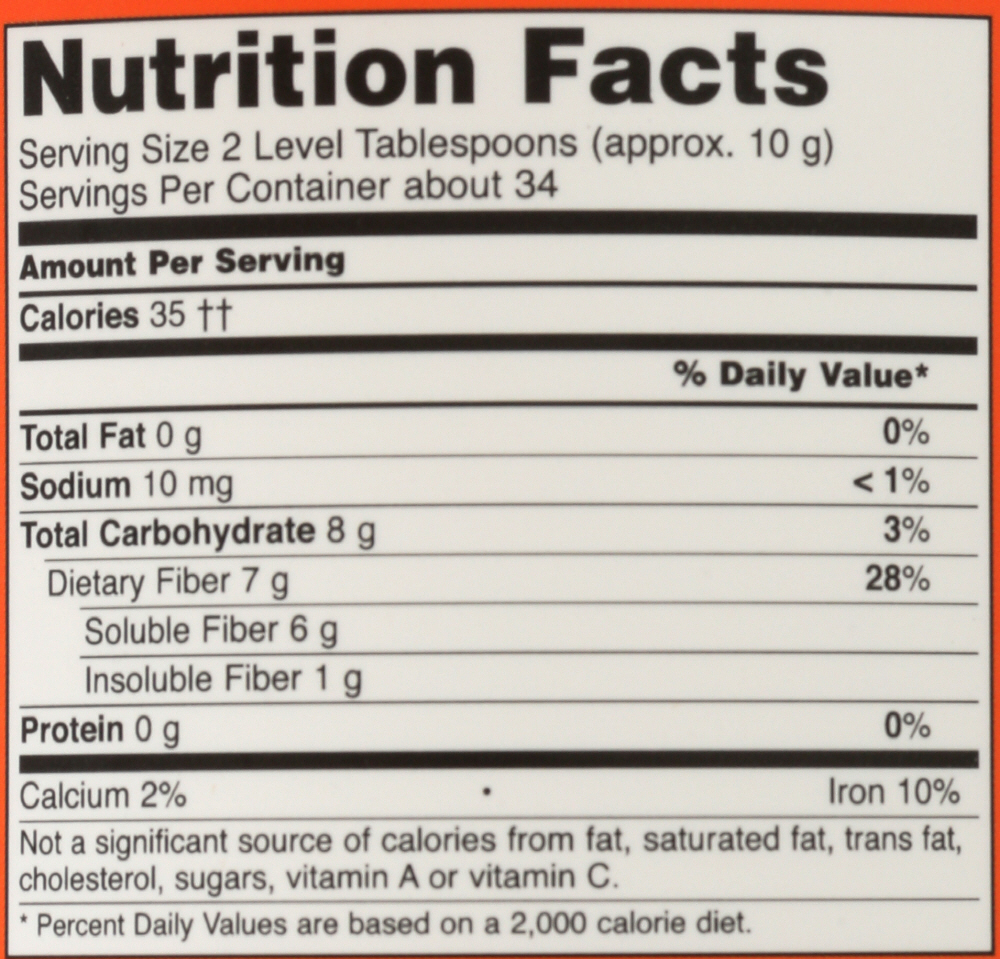 Nutrition Facts
Serving Size 2 Level Tablespoons (approx. 10 g)
Servings Per Container about 34
Amount Per Serving
Calories 35 ††
% Daily Value*
Total Fat 0 g 0%
Sodium 10 mg < 1%
Total Carbohydrate 8 g 3%
Dietary Fiber 7 g 28%
Soluble Fiber 6 g
Insoluble Fiber 1 g
Protein 0 g 0%
Calcium 2% • Iron 10%
Not a significant source of calories from fat, saturated fat, trans fat,
cholesterol, sugars, vitamin A or vitamin C.
* Percent Daily Values are based on a 2,000 calorie diet.